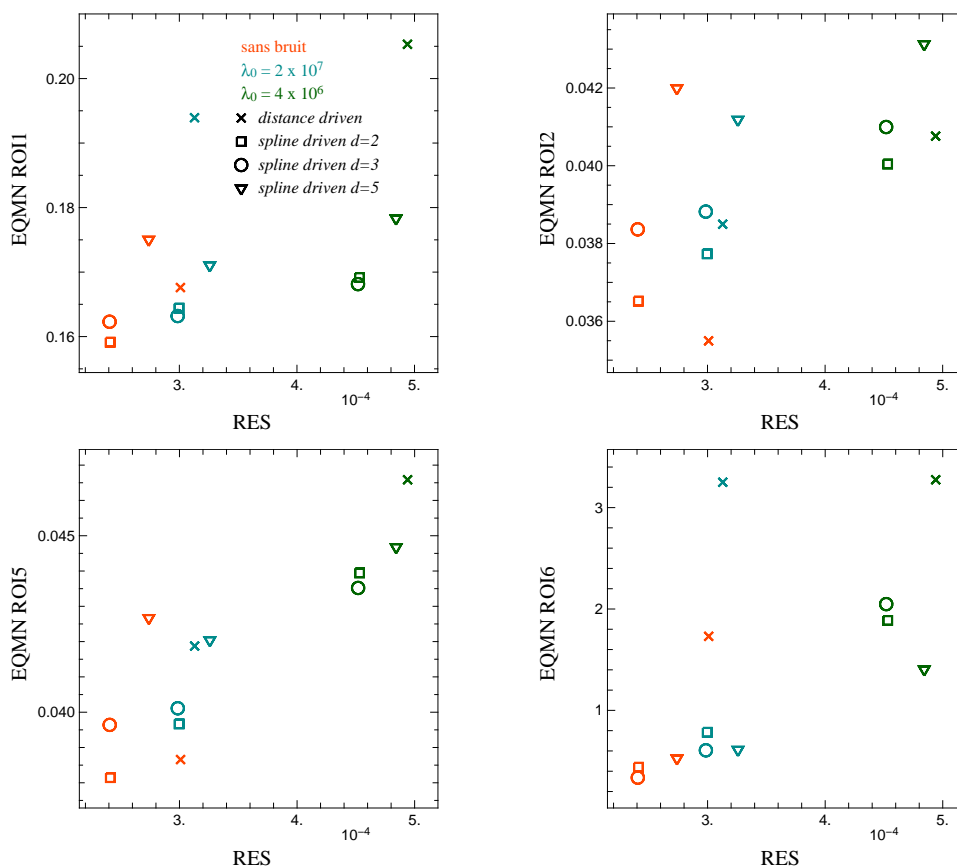 0.20
0.18
0.16
EQMN ROI1
sans bruit
λ0 = 2 x 10^7
λ0 = 4 x 10^6
distance driven
spline driven d=2
spline driven d=3
spline driven d=5
3. 4. 5.
10^−4
RES
0.042
0.040
0.038
0.036
EQMN ROI2
3. 4. 5.
10^−4
RES
0.045
0.040
EQMN ROI5
3. 4. 5.
10^−4
RES
3
2
1
EQMN ROI6
3. 4. 5.
10^−4
RES